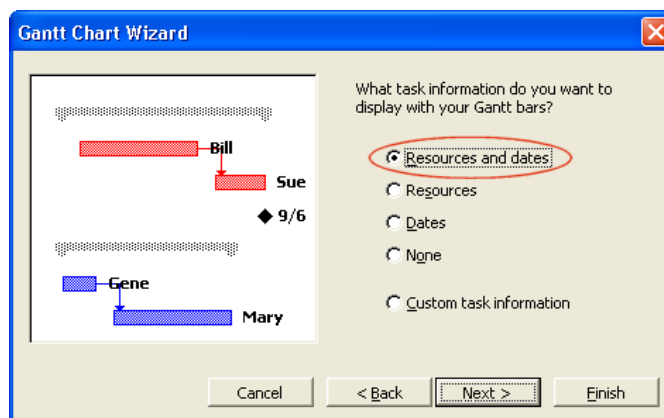 Gantt Chart Wizard
Bill
Sue
9/6
Gene
Mary
What task information do you want to
display with your Gantt bars?
Resources and dates
Resources
Dates
None
Custom task information
Cancel
< Back
Next >
Finish